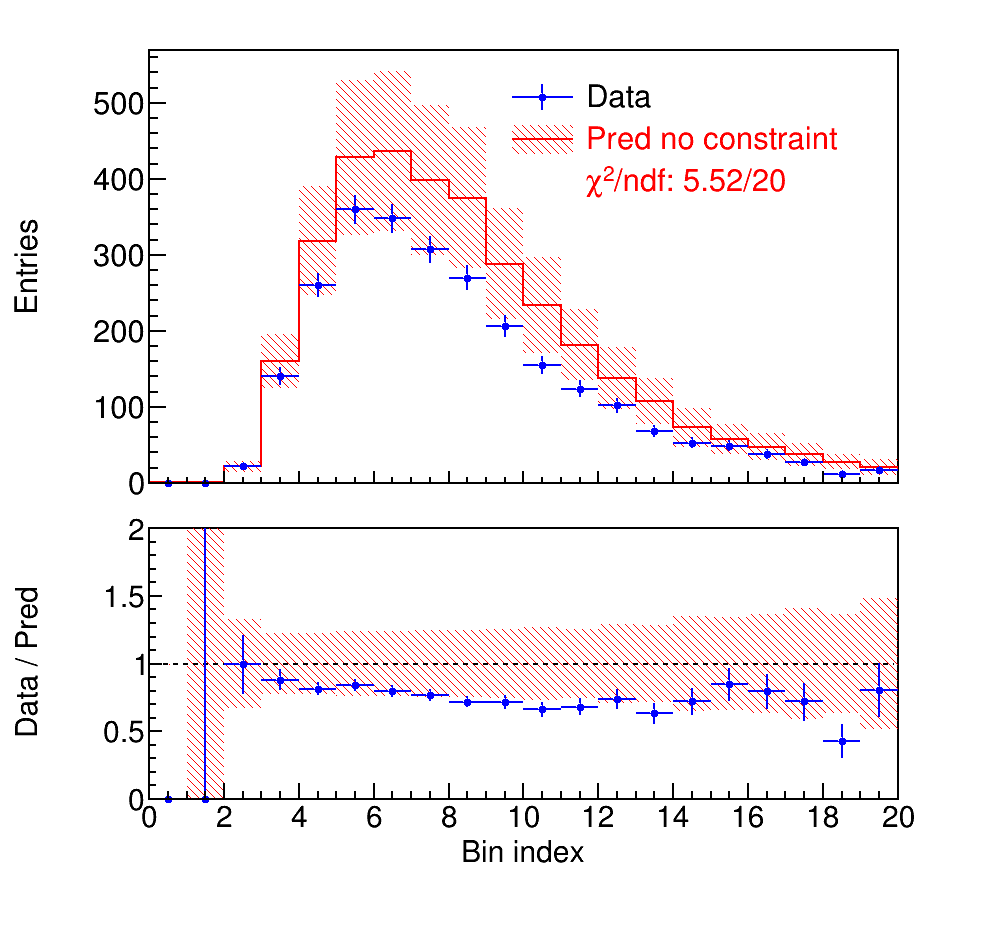 Entries
500
400
300
200
100
0
Data
Pred no constraint
χ²/ndf: 5.52/20
Data / Pred
2
1.5
1
0.5
0
0 2 4 6 8 10 12 14 16 18 20
Bin index